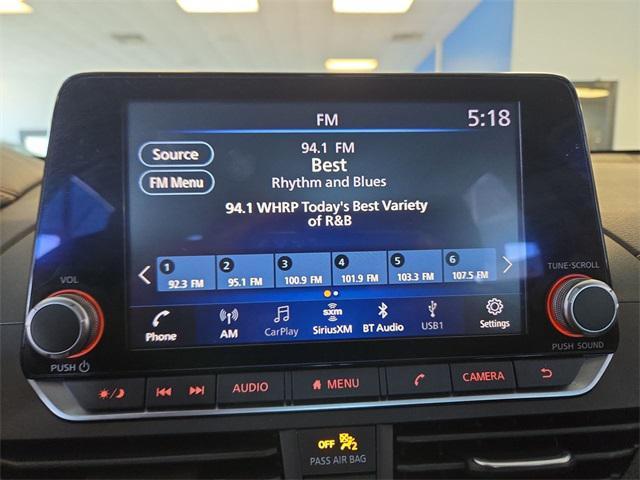 FM 5:18
Source
94.1 FM
Best
FM Menu
Rhythm and Blues
94.1 WHRP Today's Best Variety
of R&B
1 2 3 4 5 6
92.3 FM 95.1 FM 100.9 FM 101.9 FM 103.3 FM 107.5 FM
sxm
Phone AM CarPlay SiriusXM BT Audio USB1 Settings
VOL
PUSH
TUNE·SCROLL
PUSH SOUND
AUDIO MENU CAMERA
OFF 2
PASS AIR BAG